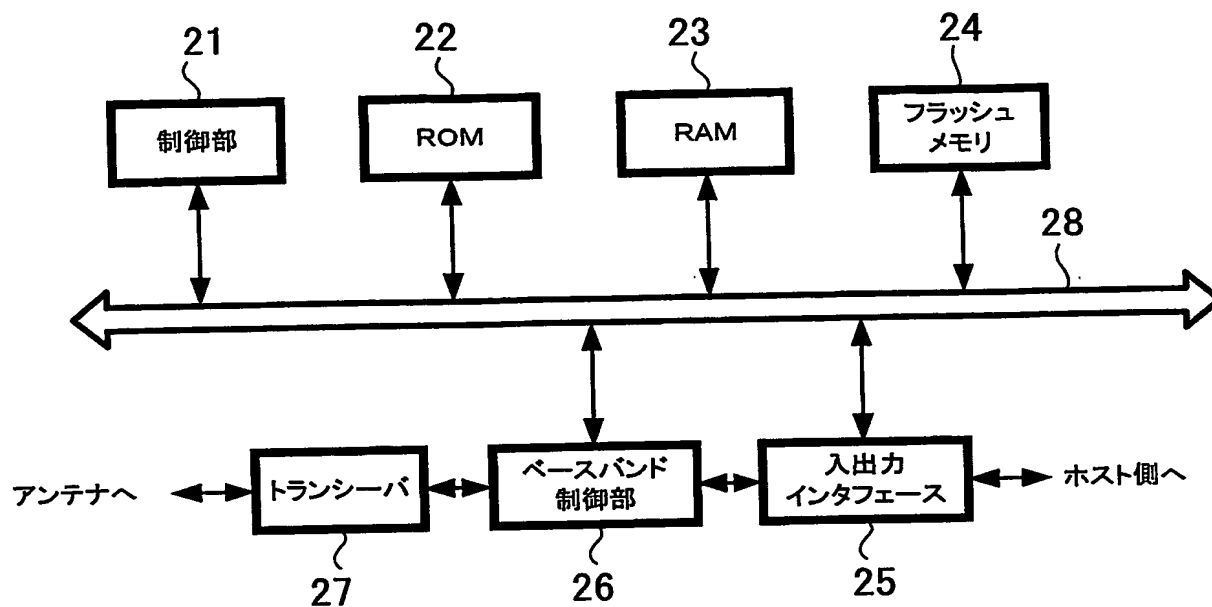 21
22
23
24
制御部
ROM
RAM
フラッシュ
メモリ
28
アンテナへ
トランシーバ
ベースバンド
制御部
入出力
インタフェース
ホスト側へ
27
26
25